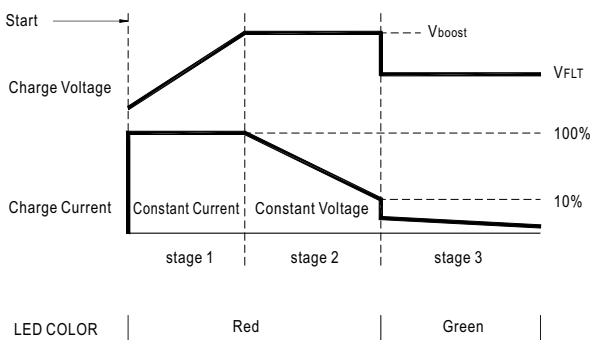 Start
Vboost
Charge Voltage
VFLT
100%
10%
Charge Current
Constant Current
Constant Voltage
stage 1
stage 2
stage 3
LED COLOR
Red
Green